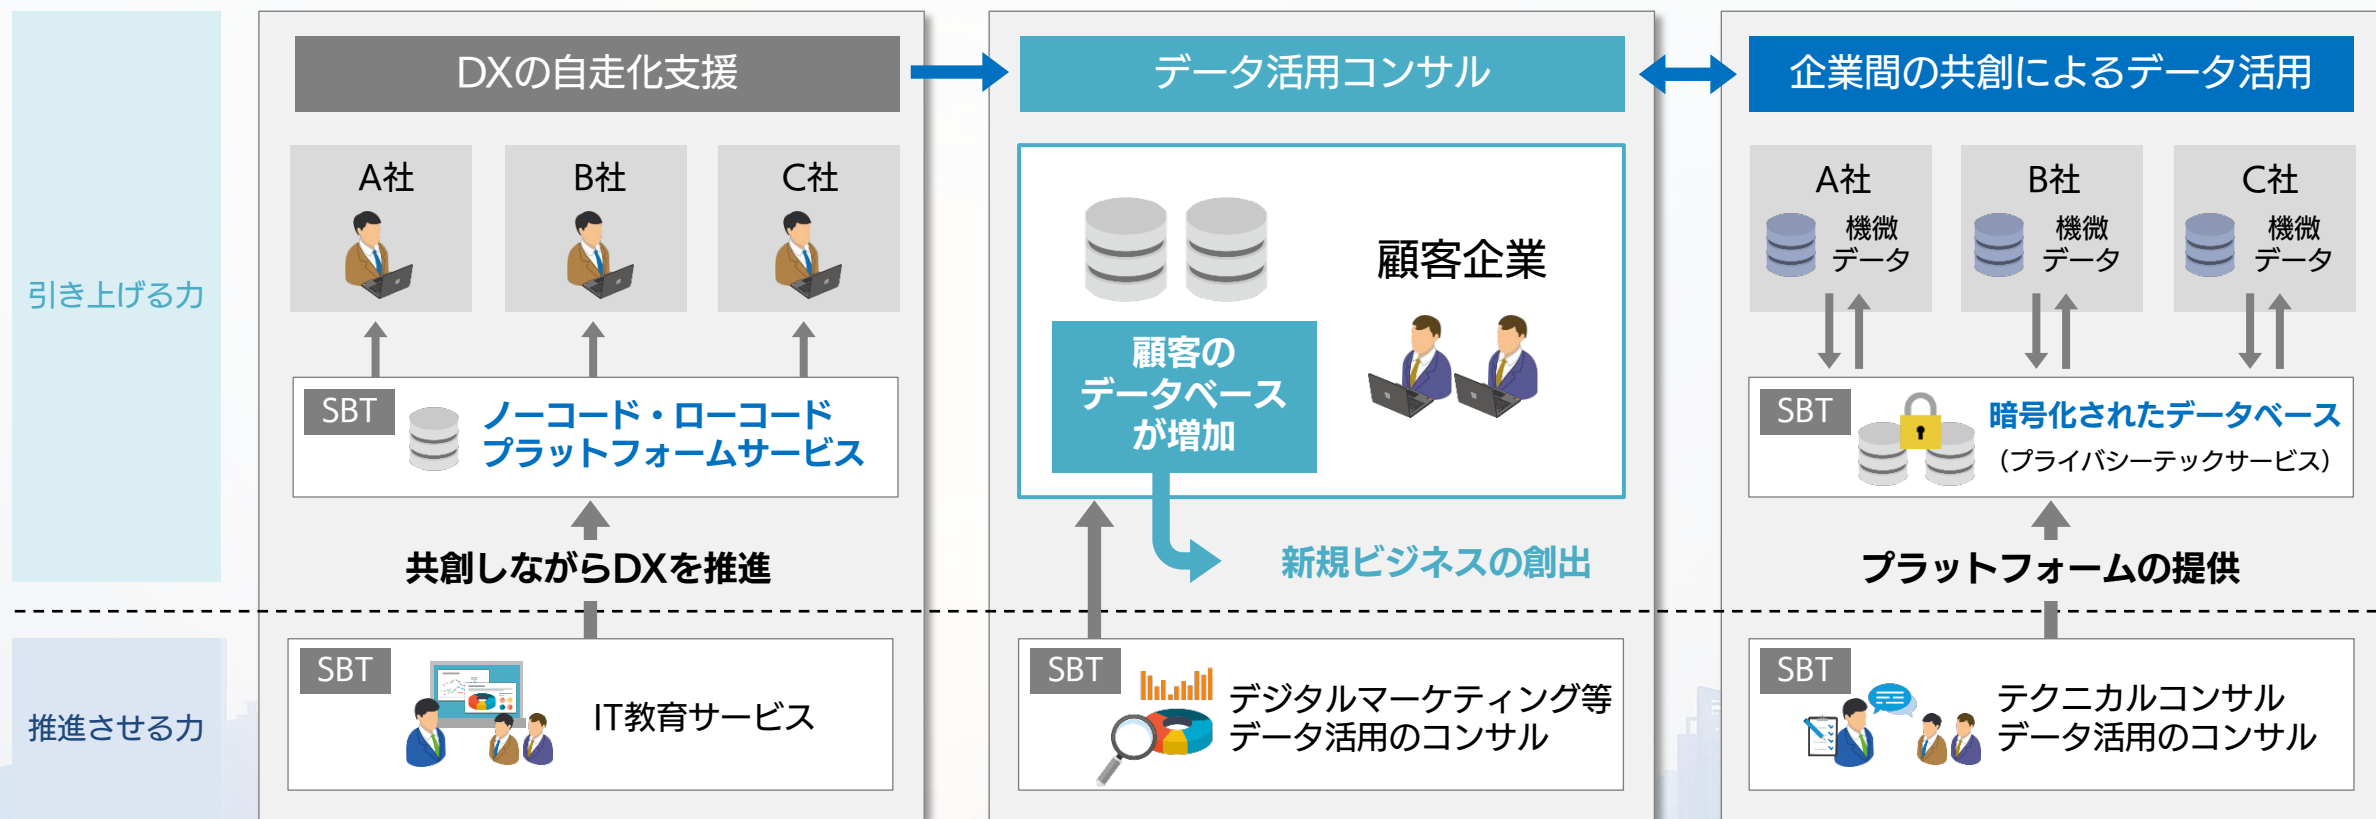 引き上げる力
推進させる力
DXの自走化支援
A社
B社
C社
SBT
ノーコード・ローコード
プラットフォームサービス
共創しながらDXを推進
SBT
IT教育サービス
データ活用コンサル
顧客企業
顧客の
データベース
が増加
新規ビジネスの創出
SBT
デジタルマーケティング等
データ活用のコンサル
企業間の共創によるデータ活用
A社
機微
データ
B社
機微
データ
C社
機微
データ
SBT
暗号化されたデータベース
（プライバシーテックサービス）
プラットフォームの提供
SBT
テクニカルコンサル
データ活用のコンサル